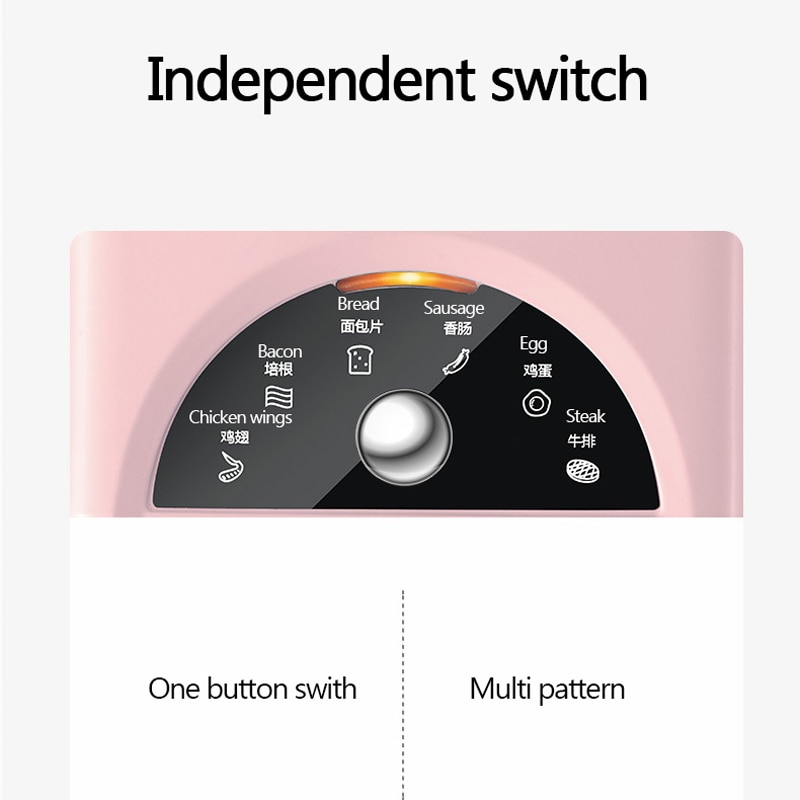 Independent switch
Bread
面包片
Sausage
香肠
Bacon
培根
Egg
鸡蛋
Chicken wings
鸡翅
Steak
牛排
One button swith
Multi pattern